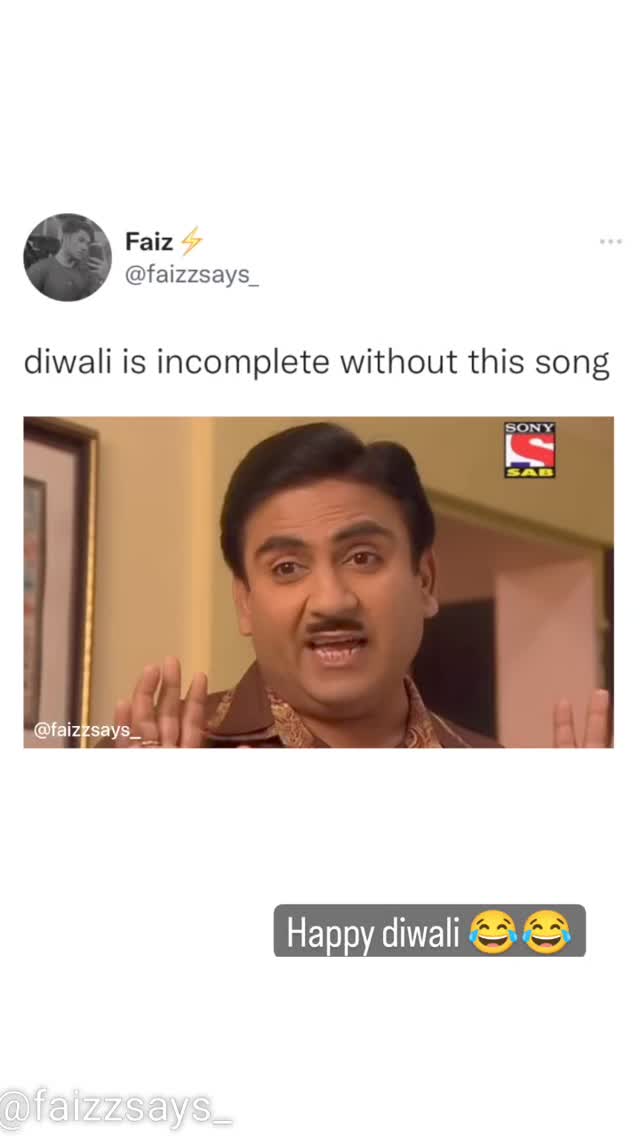 Faiz⚡
@faizzsays_
diwali is incomplete without this song
SONY
S
SAB
@faizzsays_
Happy diwali 😂😂
@faizzsays_